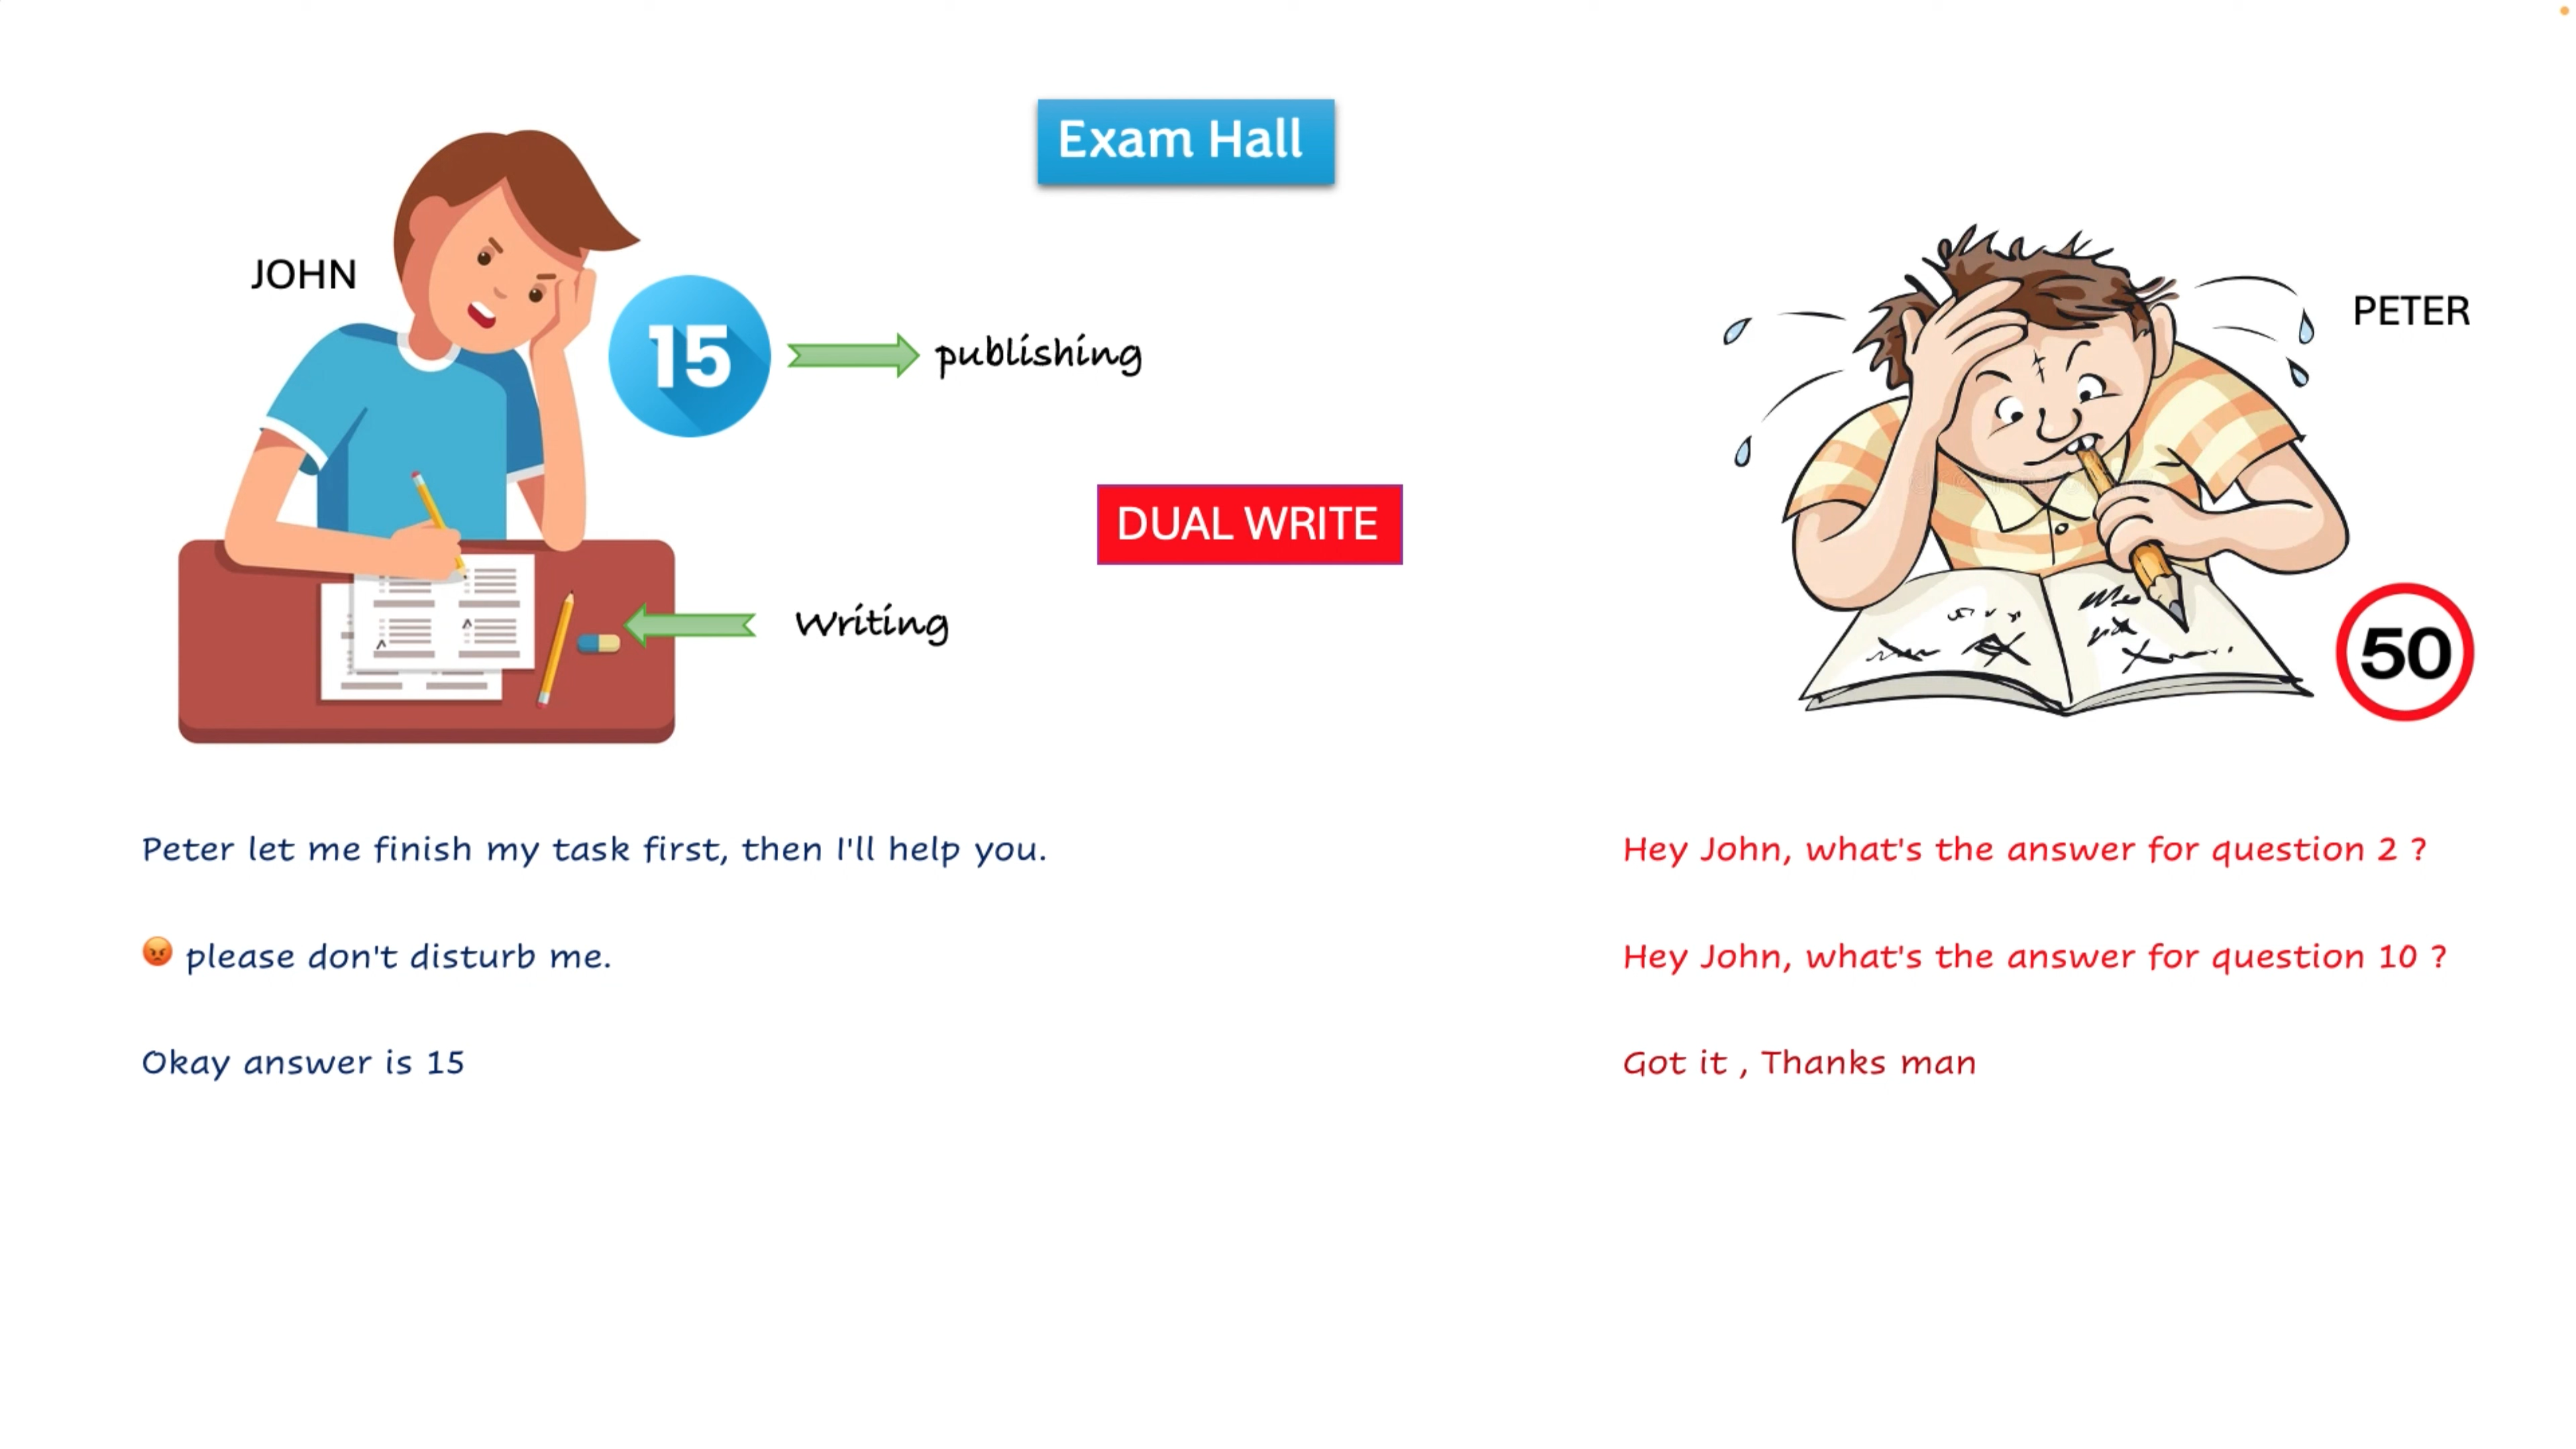 Exam Hall
JOHN
PETER
15
publishing
DUAL WRITE
Writing
50
Peter let me finish my task first, then I'll help you.
Hey John, what's the answer for question 2 ?
😡 please don't disturb me.
Hey John, what's the answer for question 10 ?
Okay answer is 15
Got it , Thanks man